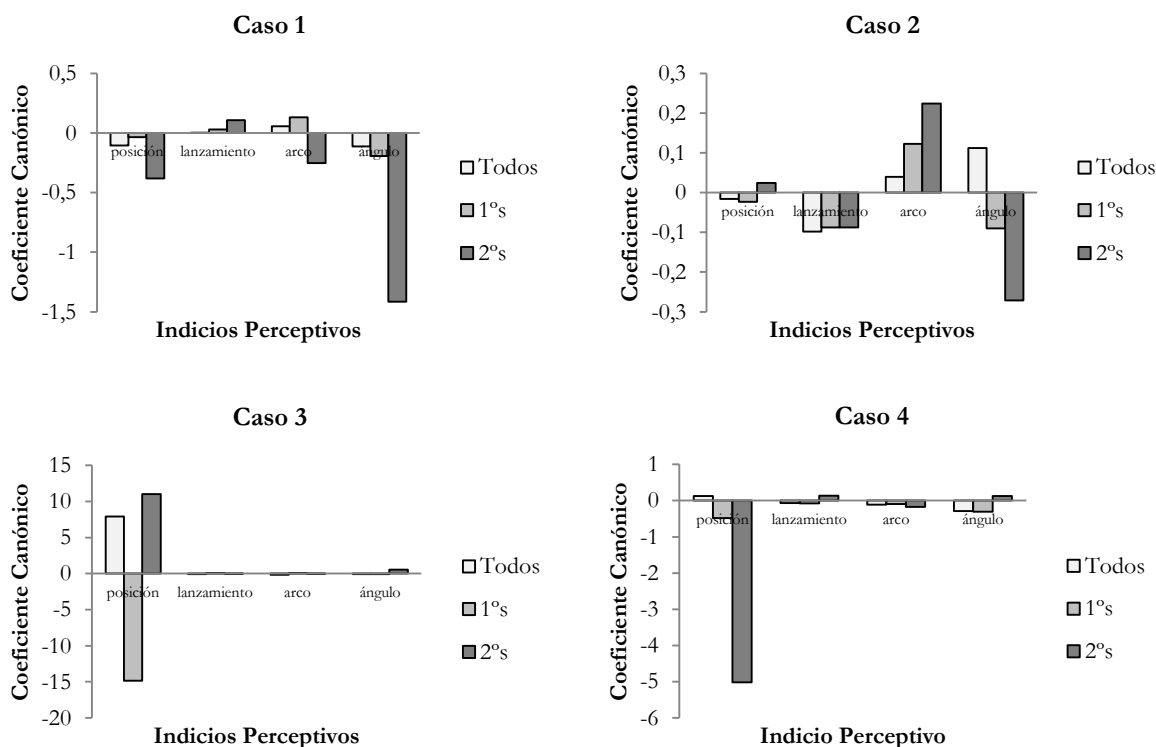 Caso 1
Coeficiente Canónico
0,5
0
-0,5
-1
-1,5
posición
lanzamiento
arco
ángulo
Indicios Perceptivos
Todos
1ºs
2ºs
Caso 2
Coeficiente Canónico
0,3
0,2
0,1
0
-0,1
-0,2
-0,3
posición
lanzamiento
arco
ángulo
Indicios Perceptivos
Todos
1ºs
2ºs
Caso 3
Coeficiente Canónico
15
10
5
0
-5
-10
-15
-20
posición
lanzamiento
arco
ángulo
Indicios Perceptivos
Todos
1ºs
2ºs
Caso 4
Coeficiente Canónico
1
0
-1
-2
-3
-4
-5
-6
posición
lanzamiento
arco
ángulo
Indicio Perceptivo
Todos
1ºs
2ºs